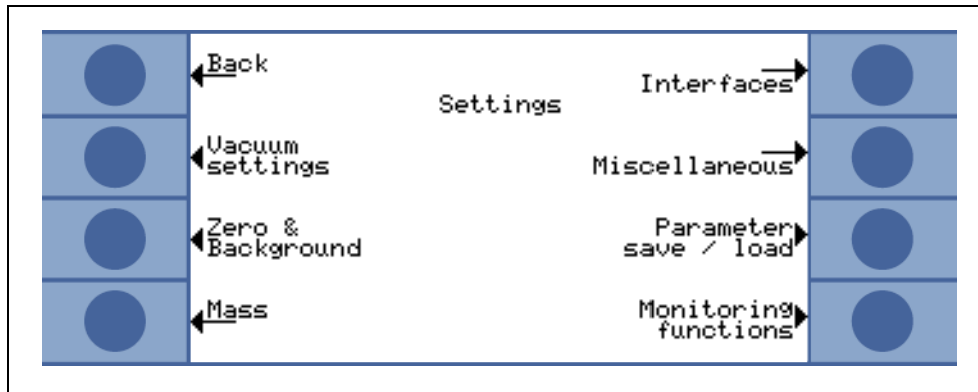 Back
Interfaces
Settings
Vacuum
settings
Miscellaneous
Zero &
Background
Parameter
save / load
Mass
Monitoring
functions